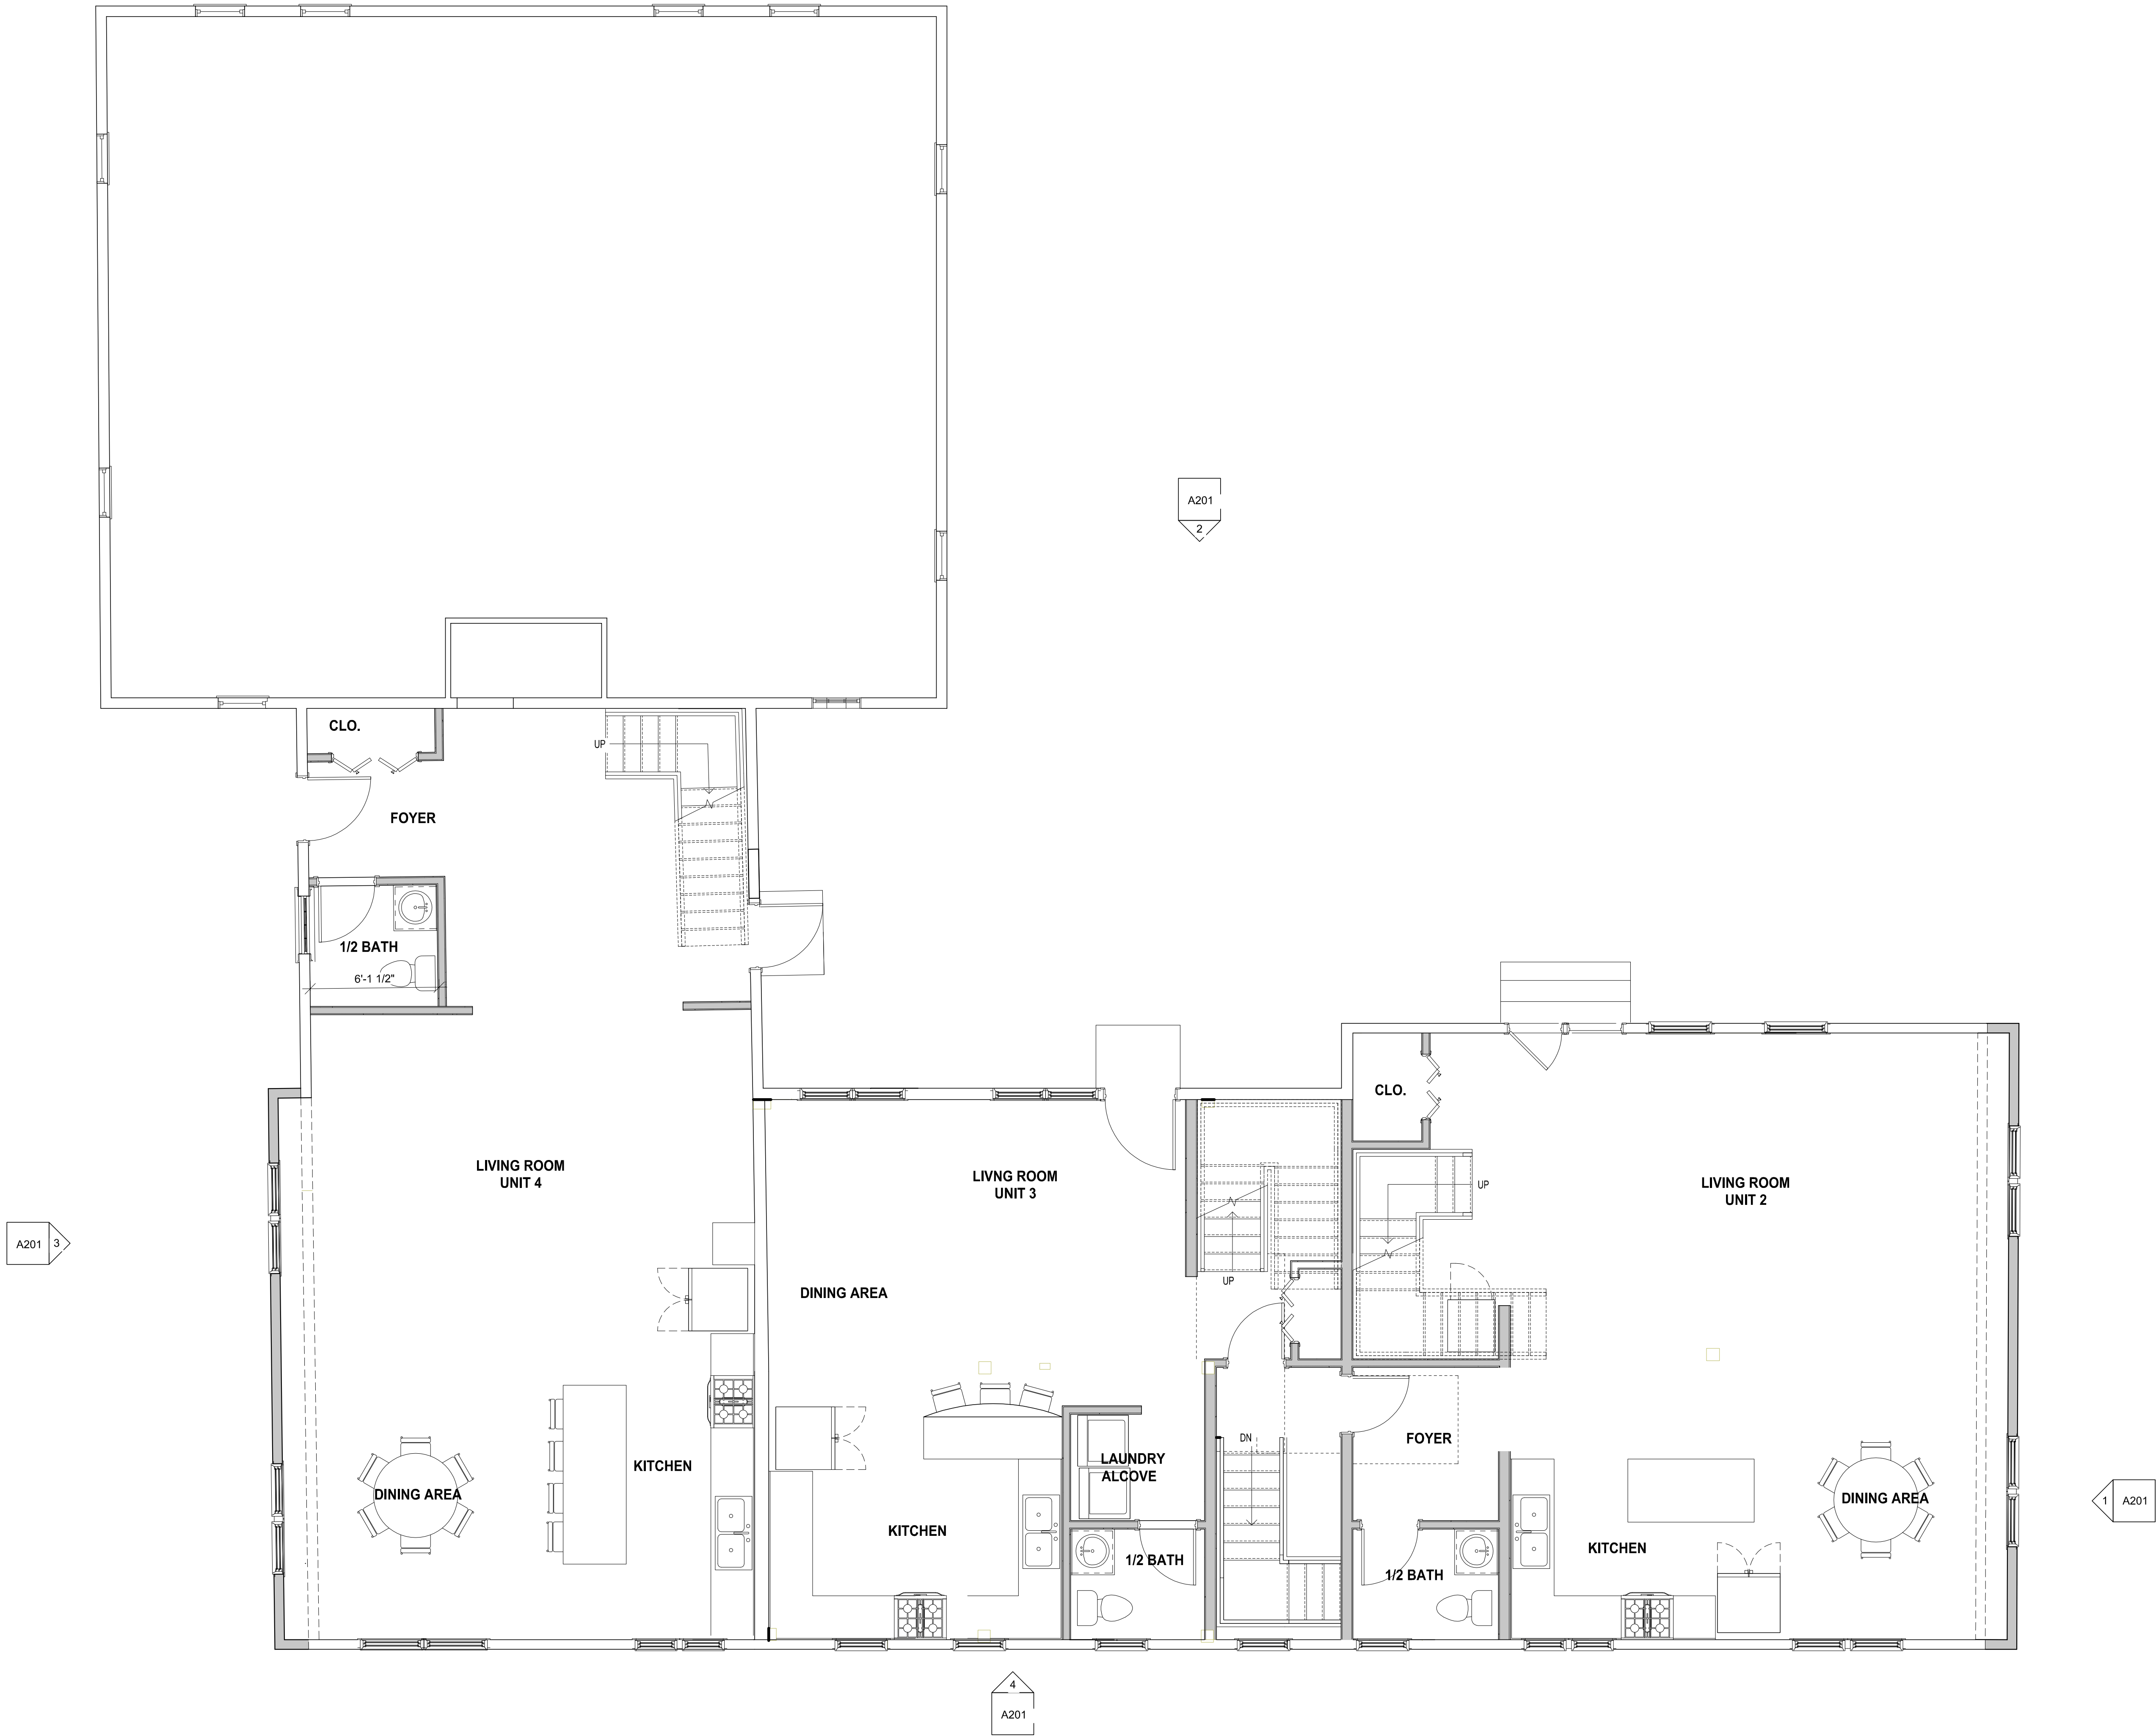 A201
2
CLO.
UP
FOYER
1/2 BATH
6'-1 1/2"
CLO.
LIVING ROOM
UNIT 4
LIVNG ROOM
UNIT 3
UP
LIVING ROOM
UNIT 2
A201
3
UP
DINING AREA
DN
FOYER
LAUNDRY
ALCOVE
KITCHEN
DINING AREA
DINING AREA
1
A201
KITCHEN
KITCHEN
1/2 BATH
1/2 BATH
4
A201